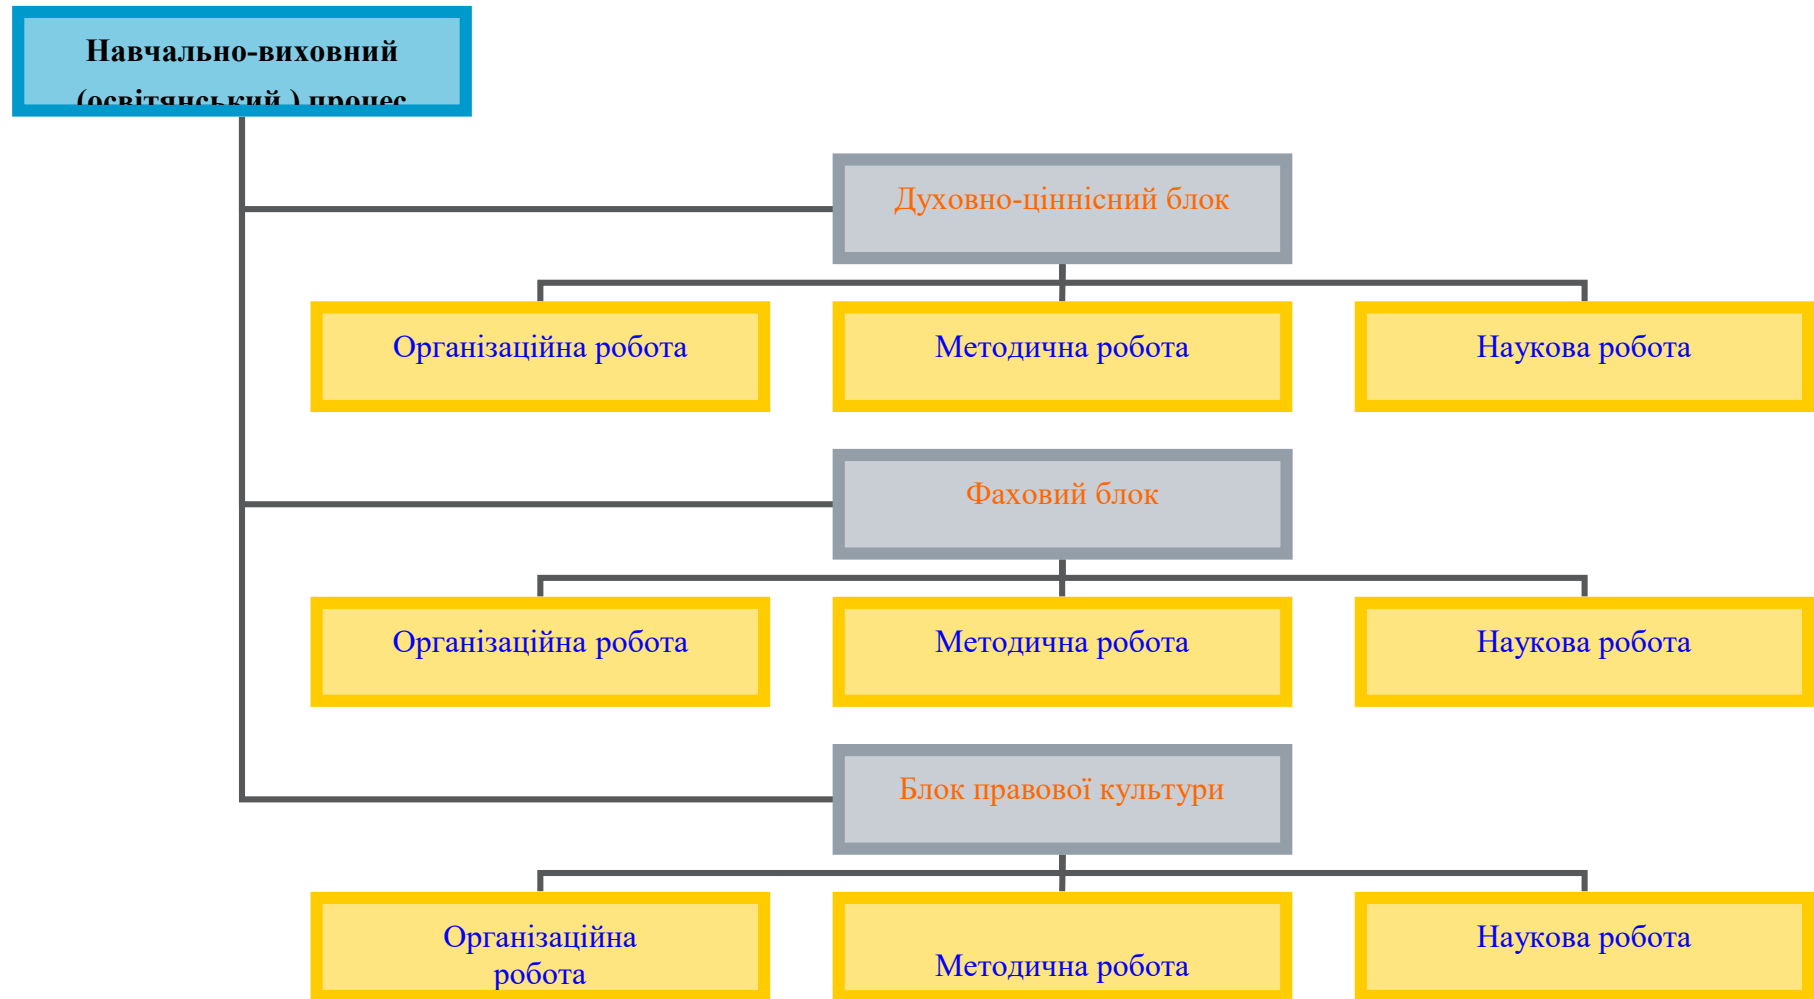 Навчально-виховний
(освітянський ) процес
Духовно-ціннісний блок
Організаційна робота
Методична робота
Наукова робота
Фаховий блок
Організаційна робота
Методична робота
Наукова робота
Блок правової культури
Організаційна
робота
Методична робота
Наукова робота